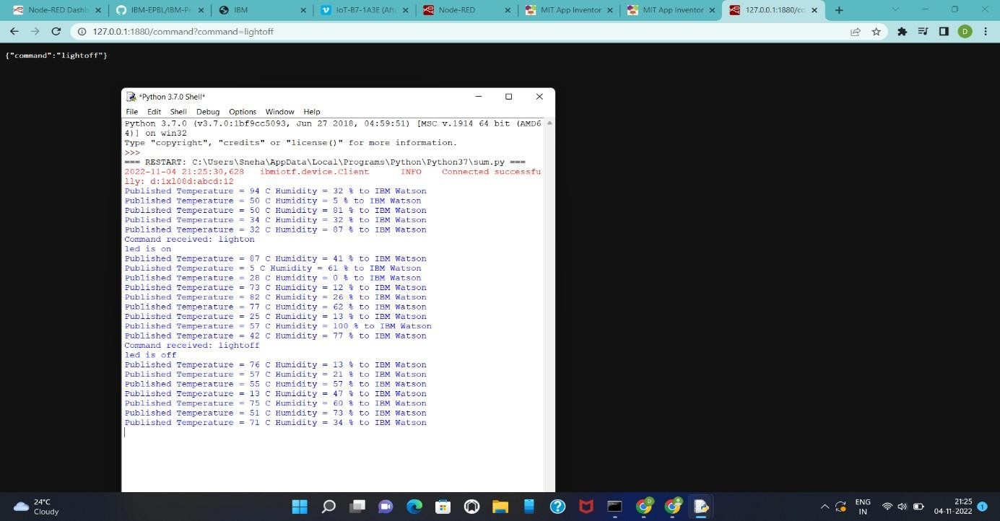 Node-RED Dashb
IBM-EPBL/IBM-Pr
IBM
IoT-B7-1A3E (Afte
Node-RED
MIT App Inventor
MIT App Inventor
127.0.0.1:1880/co
127.0.0.1:1880/command?command=lightoff
D
{"command":"lightoff"}
*Python 3.7.0 Shell*
File Edit Shell Debug Options Window Help
Python 3.7.0 (v3.7.0:1bf9cc5093, Jun 27 2018, 04:59:51) [MSC v.1914 64 bit (AMD6
4)] on win32
Type "copyright", "credits" or "license()" for more information.
>>>
=== RESTART: C:\Users\Sneha\AppData\Local\Programs\Python\Python37\sum.py ===
2022-11-04 21:25:30,628 ibmiotf.device.Client INFO Connected successfu
lly: d:1xl08d:abcd:12
Published Temperature = 94 C Humidity = 32 % to IBM Watson
Published Temperature = 50 C Humidity = 5 % to IBM Watson
Published Temperature = 50 C Humidity = 81 % to IBM Watson
Published Temperature = 34 C Humidity = 32 % to IBM Watson
Published Temperature = 32 C Humidity = 87 % to IBM Watson
Command received: lighton
led is on
Published Temperature = 87 C Humidity = 41 % to IBM Watson
Published Temperature = 5 C Humidity = 61 % to IBM Watson
Published Temperature = 28 C Humidity = 0 % to IBM Watson
Published Temperature = 73 C Humidity = 12 % to IBM Watson
Published Temperature = 82 C Humidity = 26 % to IBM Watson
Published Temperature = 77 C Humidity = 62 % to IBM Watson
Published Temperature = 25 C Humidity = 13 % to IBM Watson
Published Temperature = 57 C Humidity = 100 % to IBM Watson
Published Temperature = 42 C Humidity = 77 % to IBM Watson
Command received: lightoff
led is off
Published Temperature = 76 C Humidity = 13 % to IBM Watson
Published Temperature = 57 C Humidity = 21 % to IBM Watson
Published Temperature = 55 C Humidity = 57 % to IBM Watson
Published Temperature = 13 C Humidity = 47 % to IBM Watson
Published Temperature = 75 C Humidity = 60 % to IBM Watson
Published Temperature = 51 C Humidity = 73 % to IBM Watson
Published Temperature = 71 C Humidity = 34 % to IBM Watson
24°C
Cloudy
ENG
IN
21:25
04-11-2022
1